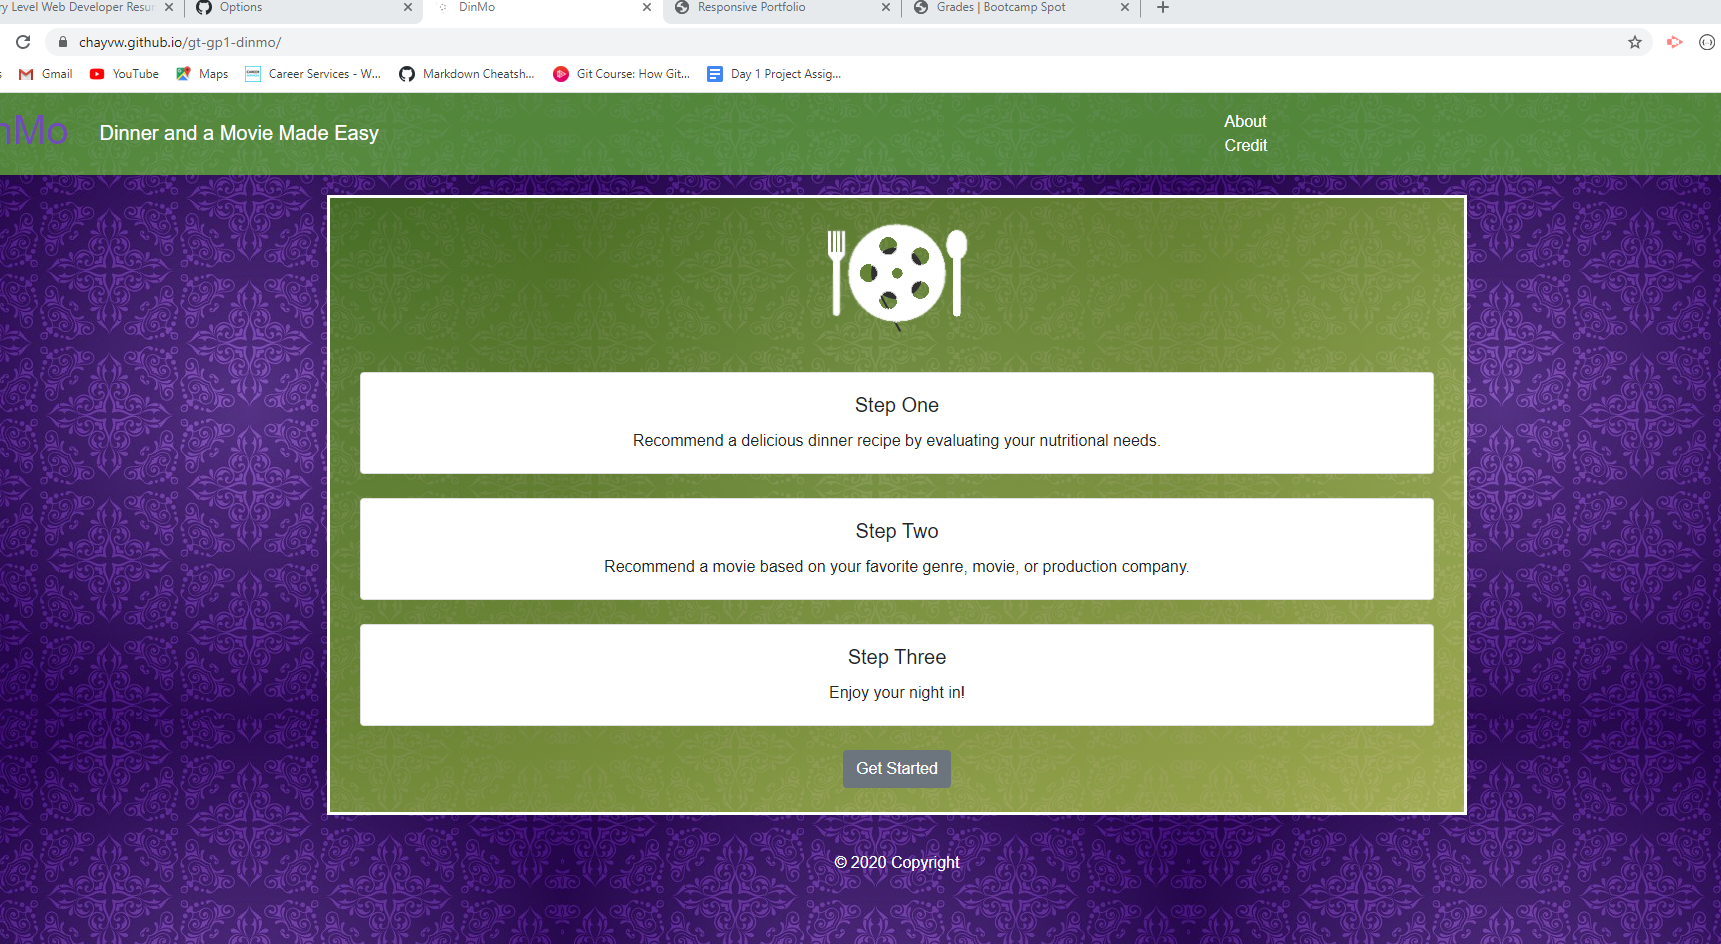 ry Level Web Developer Resur
Options
DinMo
Responsive Portfolio
Grades | Bootcamp Spot
chayvw.github.io/gt-gp1-dinmo/
s
Gmail
YouTube
Maps
Career Services - W...
Markdown Cheatsh...
Git Course: How Git...
Day 1 Project Assig...
nMo
Dinner and a Movie Made Easy
About
Credit
Step One
Recommend a delicious dinner recipe by evaluating your nutritional needs.
Step Two
Recommend a movie based on your favorite genre, movie, or production company.
Step Three
Enjoy your night in!
Get Started
© 2020 Copyright